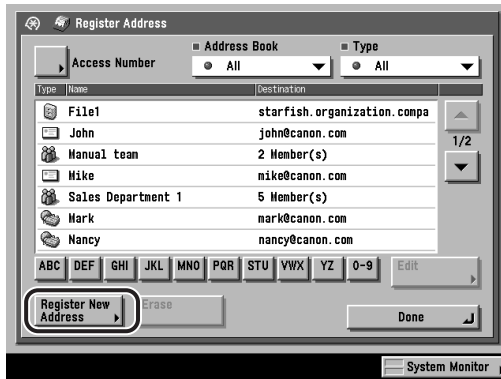 Register Address
Address Book
Type
Access Number
All
All
Type Name Destination
File1 starfish.organization.compa
John john@canon.com
Manual team 2 Member(s)
Mike mike@canon.com
Sales Department 1 5 Member(s)
Mark mark@canon.com
Nancy nancy@canon.com
1/2
ABC DEF GHI JKL MNO PQR STU VWX YZ 0-9 Edit
Register New
Address
Erase
Done
System Monitor